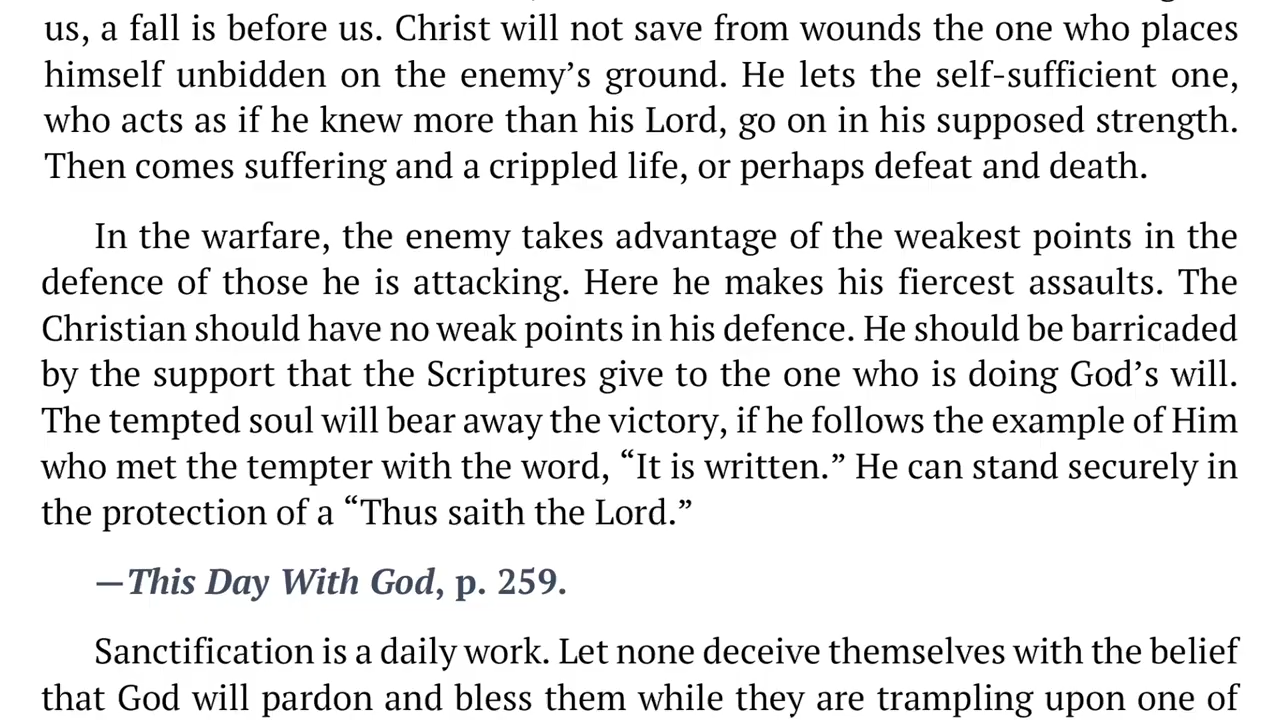 us, a fall is before us. Christ will not save from wounds the one who places
himself unbidden on the enemy’s ground. He lets the self-sufficient one,
who acts as if he knew more than his Lord, go on in his supposed strength.
Then comes suffering and a crippled life, or perhaps defeat and death.
In the warfare, the enemy takes advantage of the weakest points in the
defence of those he is attacking. Here he makes his fiercest assaults. The
Christian should have no weak points in his defence. He should be barricaded
by the support that the Scriptures give to the one who is doing God’s will.
The tempted soul will bear away the victory, if he follows the example of Him
who met the tempter with the word, “It is written.” He can stand securely in
the protection of a “Thus saith the Lord.”
—This Day With God, p. 259.
Sanctification is a daily work. Let none deceive themselves with the belief
that God will pardon and bless them while they are trampling upon one of